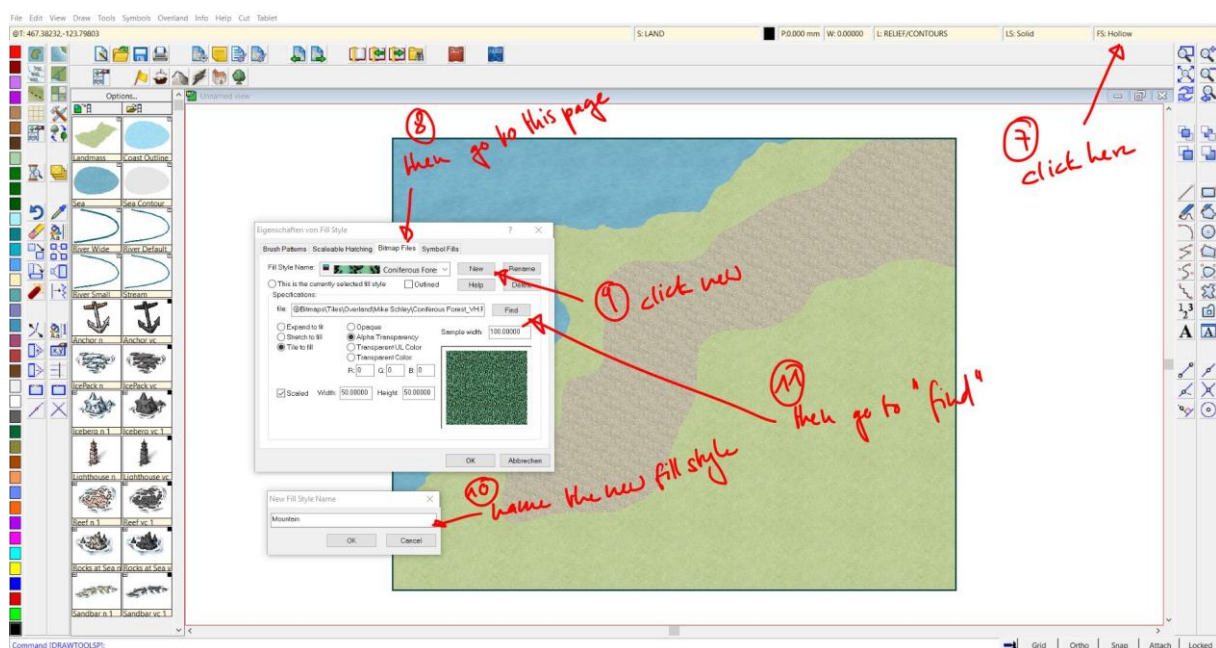 File Edit View Draw Tools Symbols Overland Info Help Cut Tablet
@T: 467.38232,-123.79803 S: LAND P:0.000 mm W: 0.00000 L: RELIEF/CONTOURS LS: Solid FS: Hollow
Options...
Unnamed view
Landmass Coast Outline
Sea Sea Contour
River Wide River Default
River Small Stream
Anchor n Anchor vc
IcePack n IcePack vc
Iceberg n 1 Iceberg vc 1
Lighthouse n Lighthouse vc
Reef n 1 Reef vc 1
Rocks at Sea n Rocks at Sea v
Sandbar n 1 Sandbar vc 1
7
click here
8
then go to this page
Eigenschaften von Fill Style ? ×
Brush Patterns Scaleable Hatching Bitmap Files Symbol Fills
Fill Style Name: Coniferous Fore New Rename
This is the currently selected fill style Outlined Help Delete
Specifications:
file: @Bitmaps\Tiles\Overland\Mike Schley\Coniferous Forest_VH.F Find
Expand to fill Opaque Sample width: 100.00000
Stretch to fill Alpha Transparency
Tile to fill Transparent UL Color
Transparent Color:
R: 0 G: 0 B: 0
Scaled Width: 50.00000 Height: 50.00000
OK Abbrechen
9 click new
10
name the new fill style
New Fill Style Name
Mountain
OK Cancel
11
then go to "find"
1,2 3
A A
Command [DRAWTOOLSP]:
Grid Ortho Snap Attach Locked